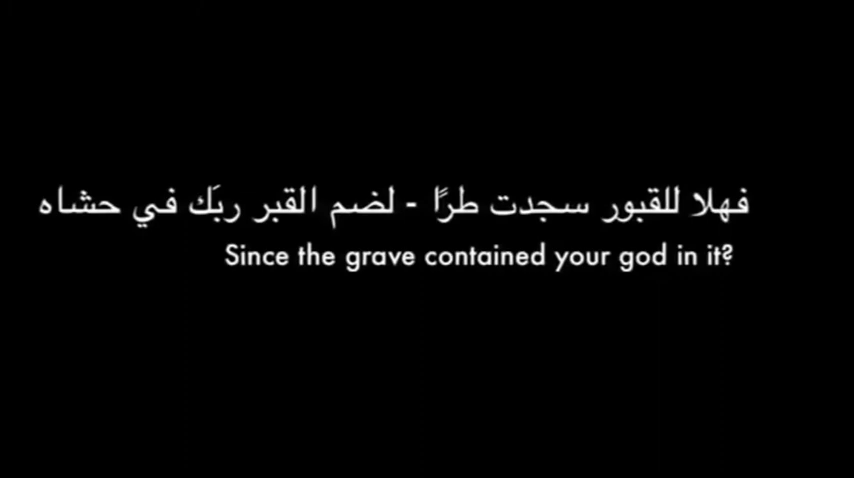 فهلا للقبور سجدت طرًا - لضم القبر ربَك في حشاه
Since the grave contained your god in it?